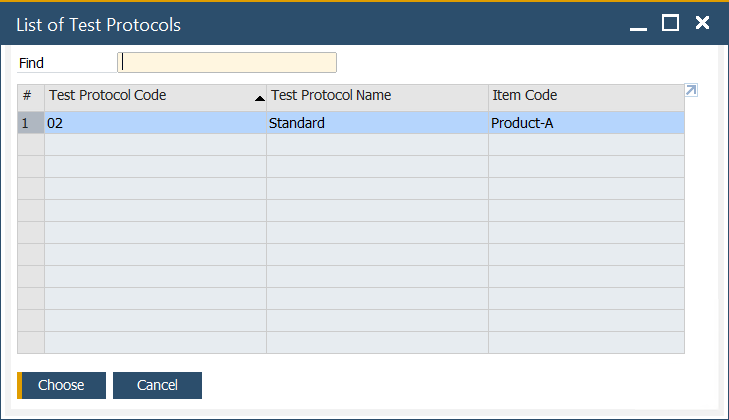 List of Test Protocols
Find
# Test Protocol Code Test Protocol Name Item Code
1 02 Standard Product-A
Choose Cancel